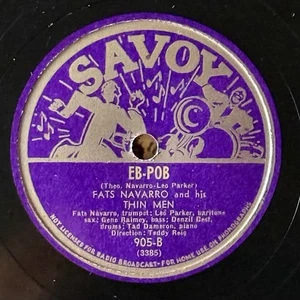 SAVOY
EB-POB
(Theo. Navarro-Leo Parker)
FATS NAVARRO and his
THIN MEN
Fats Navarro, trumpet; Leo Parker, baritone
sax; Gene Raimey, bass; Denzil Best,
drums; Tad Dameron, piano
Direction: Teddy Reig
905-B
(3385)
NOT LICENSED FOR RADIO BROADCAST-FOR HOME USE ON PHONOGRAPHS